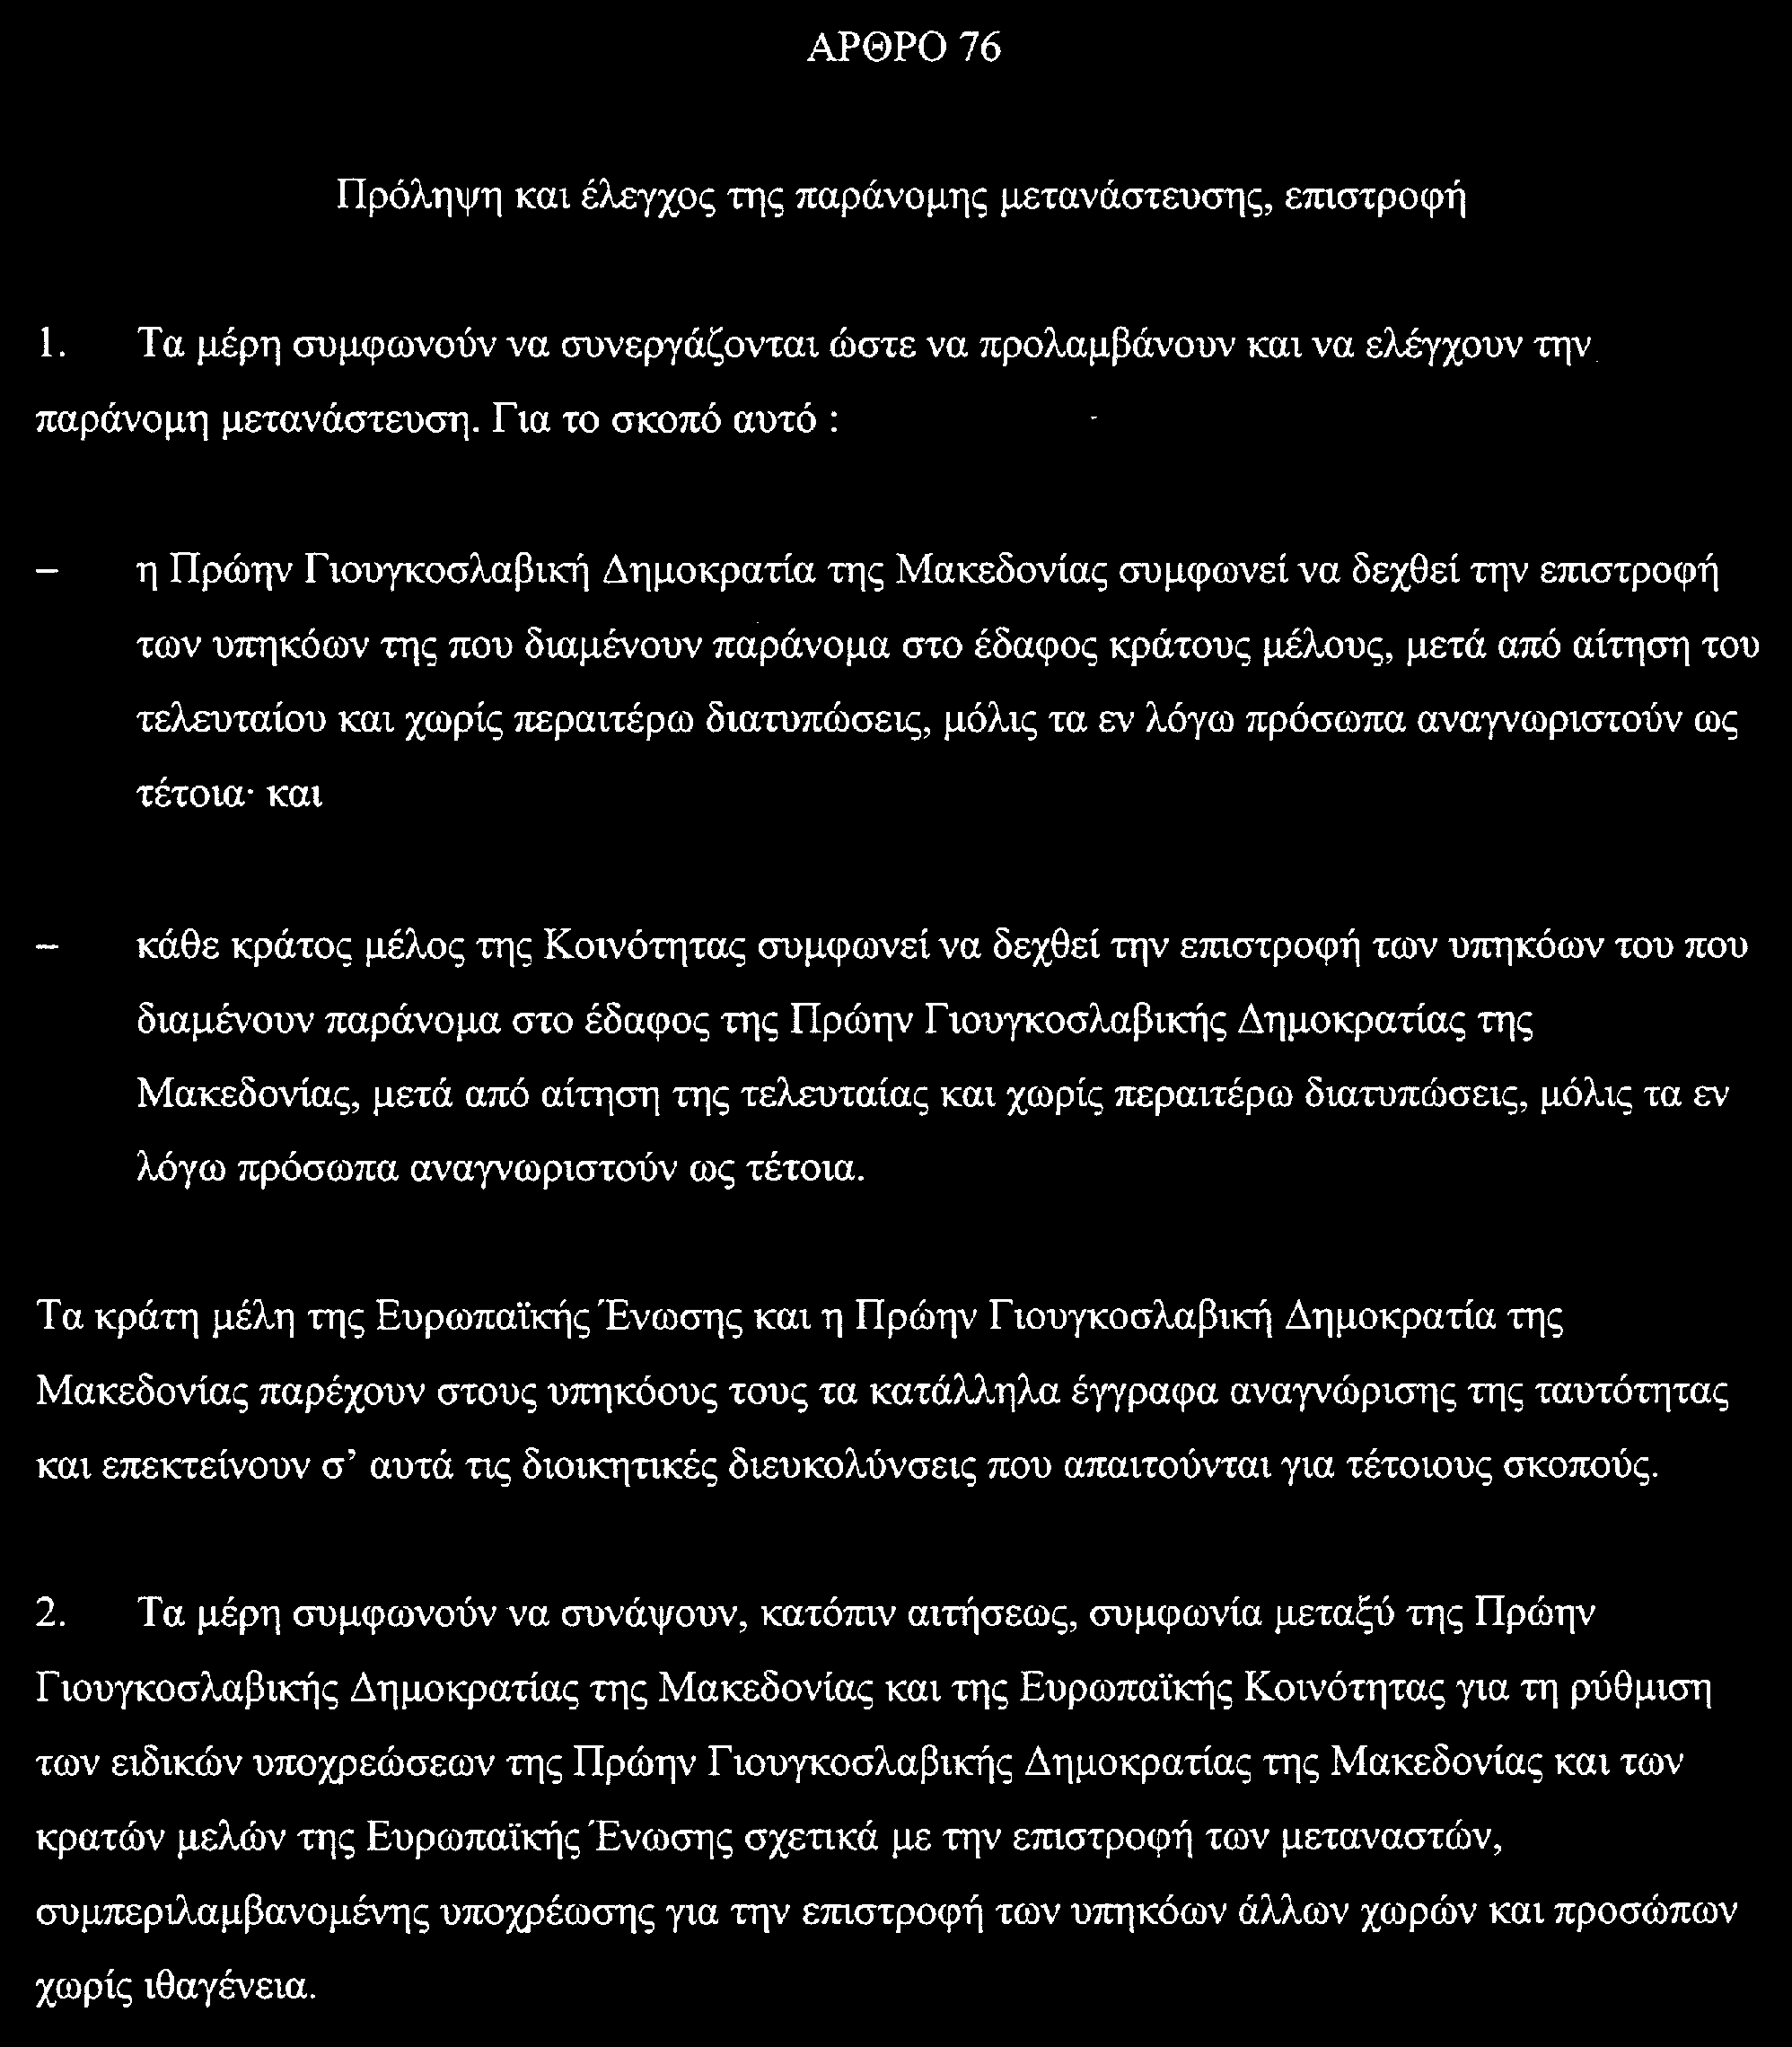 ΑΡΘΡΟ 76
Πρόληψη και έλεγχος της παράνομης μετανάστευσης, επιστροφή
1. Τα μέρη συμφωνούν να συνεργάζονται ώστε να προλαμβάνουν και να ελέγχουν την
παράνομη μετανάστευση. Για το σκοπό αυτό :
– η Πρώην Γιουγκοσλαβική Δημοκρατία της Μακεδονίας συμφωνεί να δεχθεί την επιστροφή
των υπηκόων της που διαμένουν παράνομα στο έδαφος κράτους μέλους, μετά από αίτηση του
τελευταίου και χωρίς περαιτέρω διατυπώσεις, μόλις τα εν λόγω πρόσωπα αναγνωριστούν ως
τέτοια· και
– κάθε κράτος μέλος της Κοινότητας συμφωνεί να δεχθεί την επιστροφή των υπηκόων του που
διαμένουν παράνομα στο έδαφος της Πρώην Γιουγκοσλαβικής Δημοκρατίας της
Μακεδονίας, μετά από αίτηση της τελευταίας και χωρίς περαιτέρω διατυπώσεις, μόλις τα εν
λόγω πρόσωπα αναγνωριστούν ως τέτοια.
Τα κράτη μέλη της Ευρωπαϊκής Ένωσης και η Πρώην Γιουγκοσλαβική Δημοκρατία της
Μακεδονίας παρέχουν στους υπηκόους τους τα κατάλληλα έγγραφα αναγνώρισης της ταυτότητας
και επεκτείνουν σ’ αυτά τις διοικητικές διευκολύνσεις που απαιτούνται για τέτοιους σκοπούς.
2. Τα μέρη συμφωνούν να συνάψουν, κατόπιν αιτήσεως, συμφωνία μεταξύ της Πρώην
Γιουγκοσλαβικής Δημοκρατίας της Μακεδονίας και της Ευρωπαϊκής Κοινότητας για τη ρύθμιση
των ειδικών υποχρεώσεων της Πρώην Γιουγκοσλαβικής Δημοκρατίας της Μακεδονίας και των
κρατών μελών της Ευρωπαϊκής Ένωσης σχετικά με την επιστροφή των μεταναστών,
συμπεριλαμβανομένης υποχρέωσης για την επιστροφή των υπηκόων άλλων χωρών και προσώπων
χωρίς ιθαγένεια.